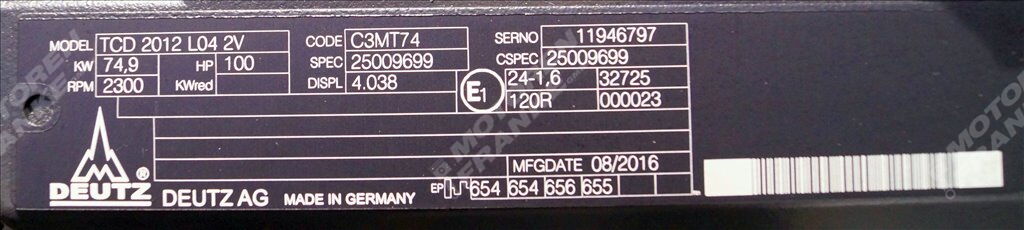 MODEL TCD 2012 L04 2V CODE C3MT74 SERNO 11946797
KW 74,9 HP 100 SPEC 25009699 CSPEC 25009699
RPM 2300 KWred DISPL 4.038 E1 24-1,6 32725
120R 000023
MFGDATE 08/2016
DEUTZ ® DEUTZ AG MADE IN GERMANY EP 654 654 656 655
MOTOREN FRANKEN